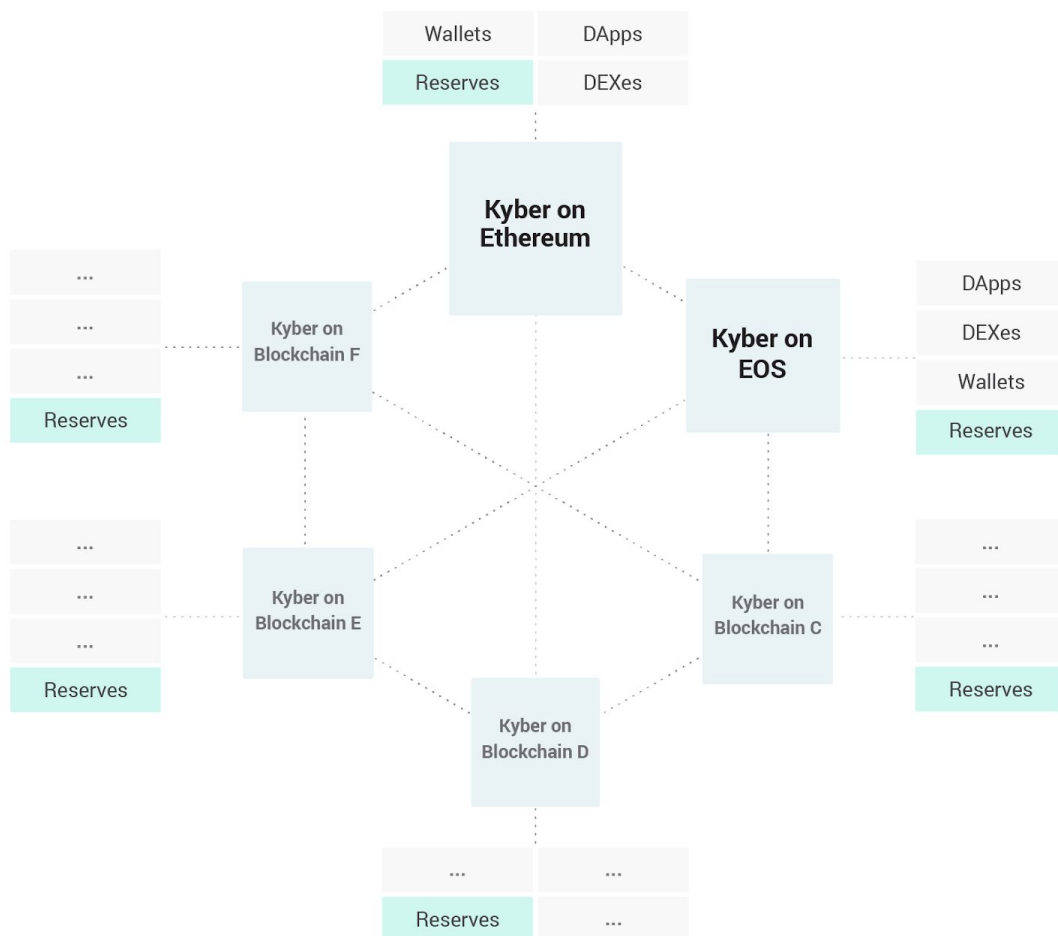 Wallets
DApps
Reserves
DEXes
Kyber on
Ethereum
...
...
...
Reserves
Kyber on
Blockchain F
Kyber on
EOS
DApps
DEXes
Wallets
Reserves
...
...
...
Reserves
Kyber on
Blockchain E
Kyber on
Blockchain C
...
...
...
Reserves
Kyber on
Blockchain D
...
...
Reserves
...